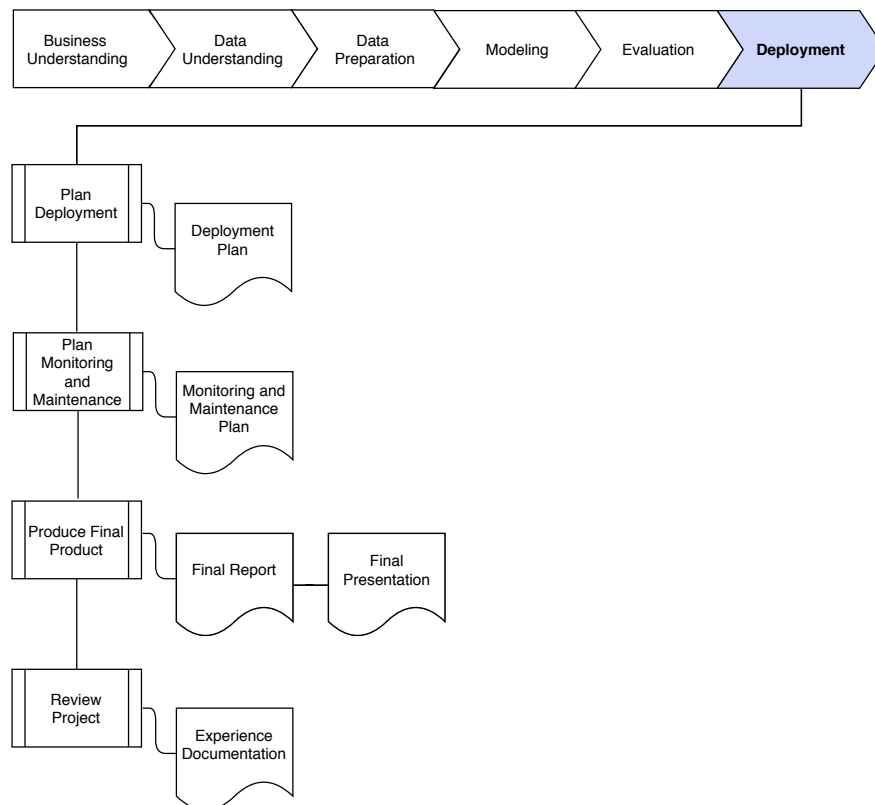 Business
Understanding
Data
Understanding
Data
Preparation
Modeling
Evaluation
Deployment
Plan
Deployment
Deployment
Plan
Plan
Monitoring
and
Maintenance
Monitoring and
Maintenance
Plan
Produce Final
Product
Final Report
Final
Presentation
Review
Project
Experience
Documentation